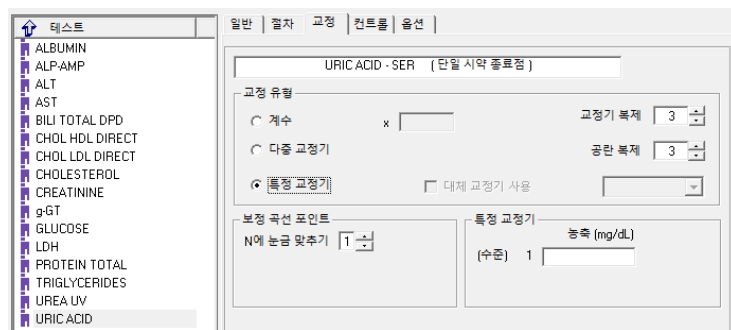 테스트
ALBUMIN
ALP-AMP
ALT
AST
BILI TOTAL DPD
CHOL HDL DIRECT
CHOL LDL DIRECT
CHOLESTEROL
CREATININE
g-GT
GLUCOSE
LDH
PROTEIN TOTAL
TRIGLYCERIDES
UREA UV
URIC ACID
일반 절차 교정 컨트롤 옵션
URIC ACID - SER ( 단일 시약 종료점 )
교정 유형
계수 x 교정기 복제 3
다중 교정기 공란 복제 3
특정 교정기 대체 교정기 사용
보정 곡선 포인트
N에 눈금 맞추기 1
특정 교정기
농축 (mg/dL)
(수준) 1